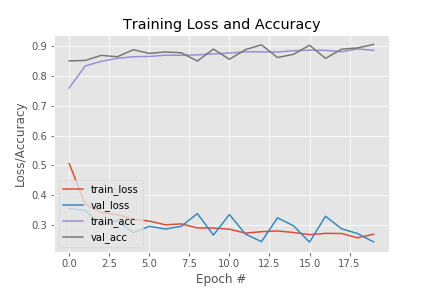 Training Loss and Accuracy
0.9
0.8
0.7
0.6
0.5
0.4
0.3
Loss/Accuracy
train_loss
val_loss
train_acc
val_acc
0.0 2.5 5.0 7.5 10.0 12.5 15.0 17.5
Epoch #